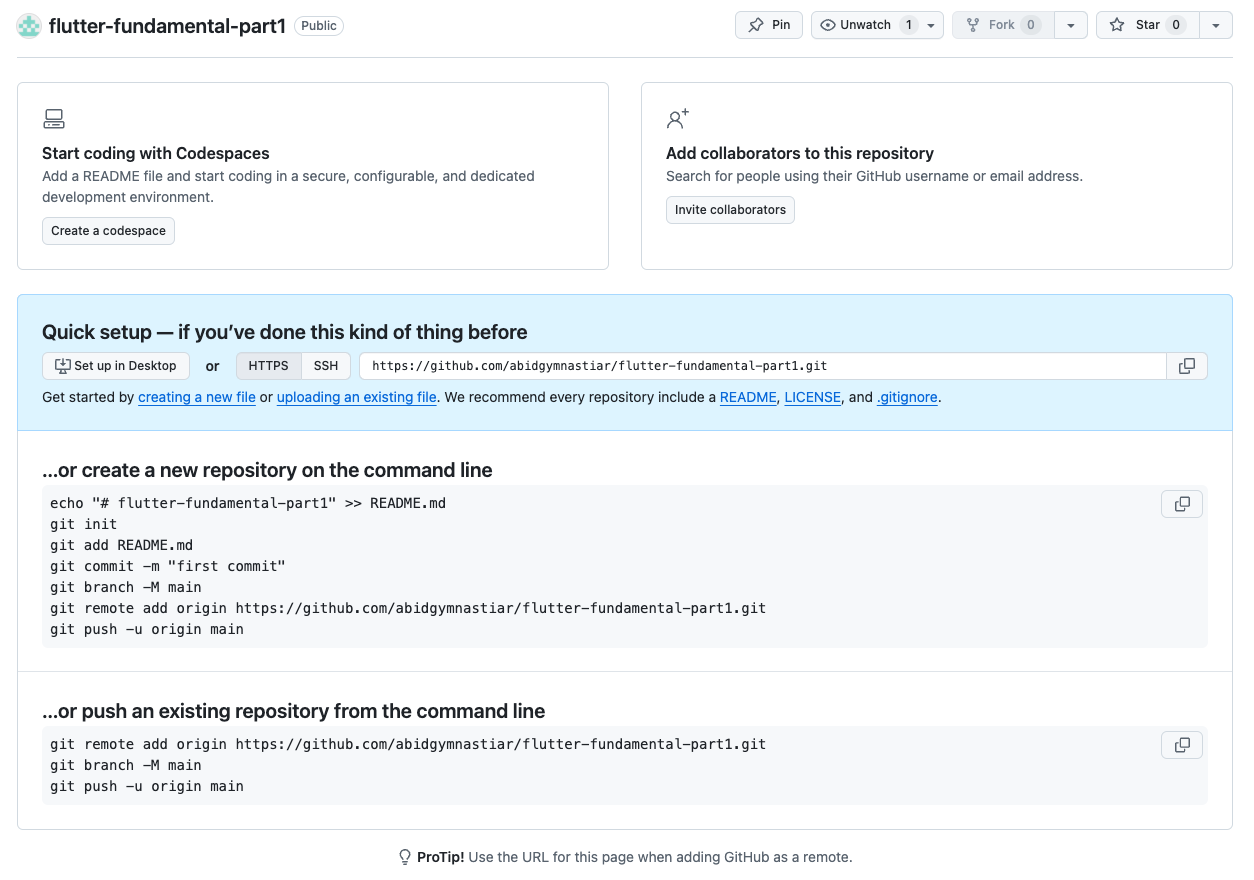 flutter-fundamental-part1 Public Pin Unwatch 1 Fork 0 Star 0
Start coding with Codespaces
Add a README file and start coding in a secure, configurable, and dedicated
development environment.
Create a codespace
Add collaborators to this repository
Search for people using their GitHub username or email address.
Invite collaborators
Quick setup — if you’ve done this kind of thing before
Set up in Desktop or HTTPS SSH https://github.com/abidgymnastiar/flutter-fundamental-part1.git
Get started by creating a new file or uploading an existing file. We recommend every repository include a README, LICENSE, and .gitignore.
...or create a new repository on the command line
echo "# flutter-fundamental-part1" >> README.md
git init
git add README.md
git commit -m "first commit"
git branch -M main
git remote add origin https://github.com/abidgymnastiar/flutter-fundamental-part1.git
git push -u origin main
...or push an existing repository from the command line
git remote add origin https://github.com/abidgymnastiar/flutter-fundamental-part1.git
git branch -M main
git push -u origin main
ProTip! Use the URL for this page when adding GitHub as a remote.